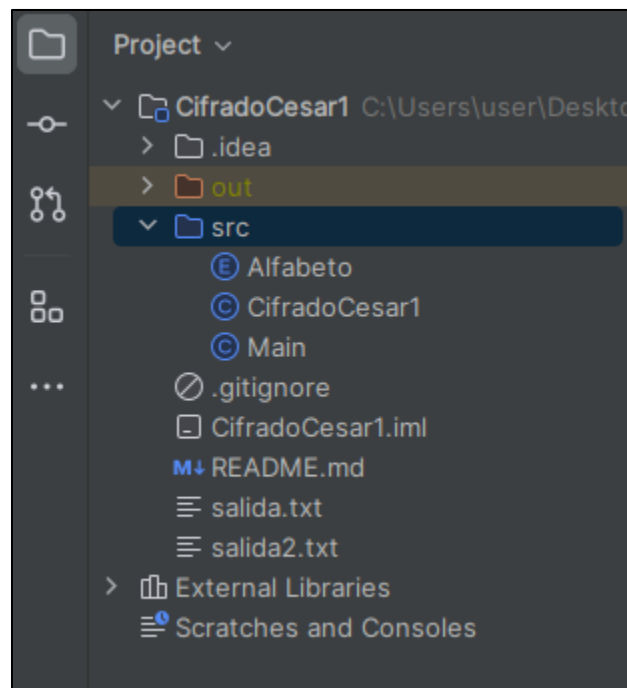 Project
CifradoCesar1 C:\Users\user\Deskto
.idea
out
src
E Alfabeto
C CifradoCesar1
C Main
.gitignore
CifradoCesar1.iml
M↓ README.md
salida.txt
salida2.txt
External Libraries
Scratches and Consoles